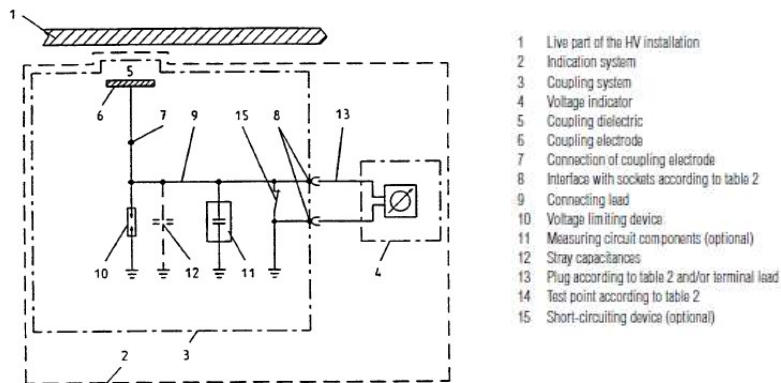 1
5
6
7
9
15
8
13
10
12
11
4
2
3
1 Live part of the HV installation
2 Indication system
3 Coupling system
4 Voltage indicator
5 Coupling dielectric
6 Coupling electrode
7 Connection of coupling electrode
8 Interface with sockets according to table 2
9 Connecting lead
10 Voltage limiting device
11 Measuring circuit components (optional)
12 Stray capacitances
13 Plug according to table 2 and/or terminal lead
14 Test point according to table 2
15 Short-circuiting device (optional)